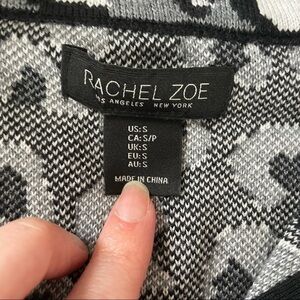 RACHEL ZOE
LOS ANGELES NEW YORK
US: S
CA: S/P
UK: S
EU: S
AU: S
MADE IN CHINA